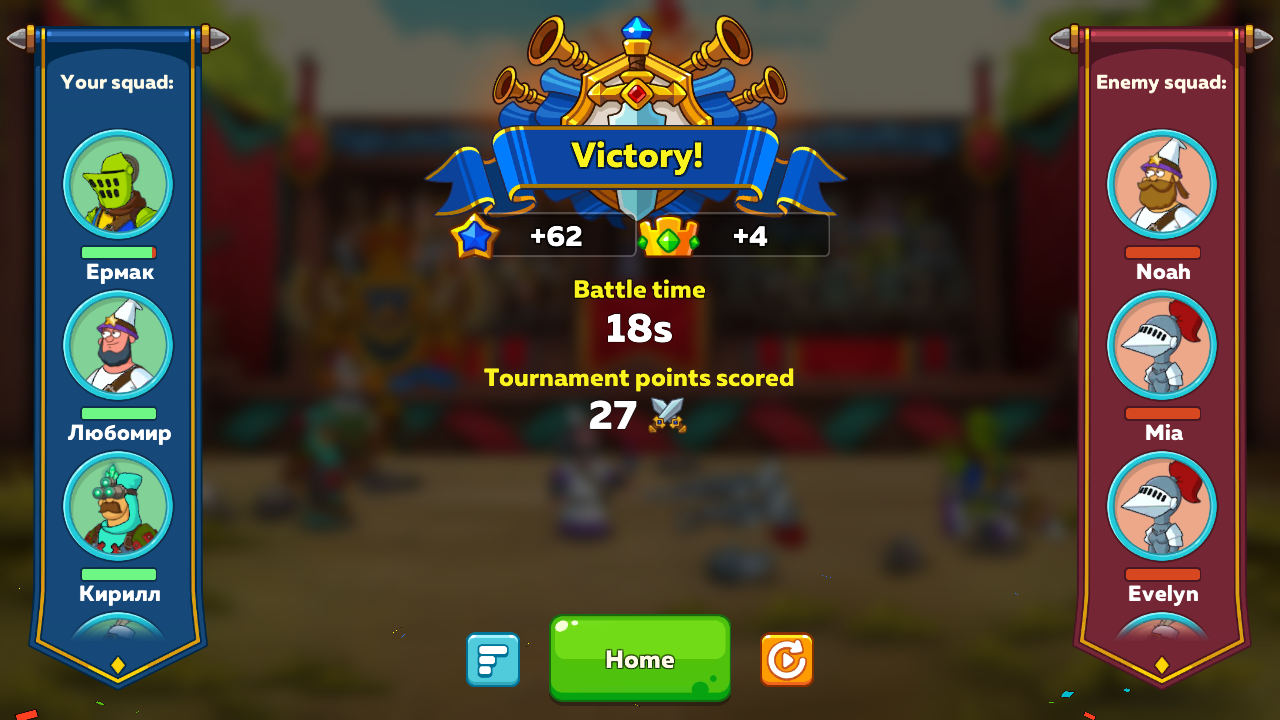 Your squad:
Ермак
Любомир
Кирилл
Victory!
+62
+4
Battle time
18s
Tournament points scored
27
Home
Enemy squad:
Noah
Mia
Evelyn